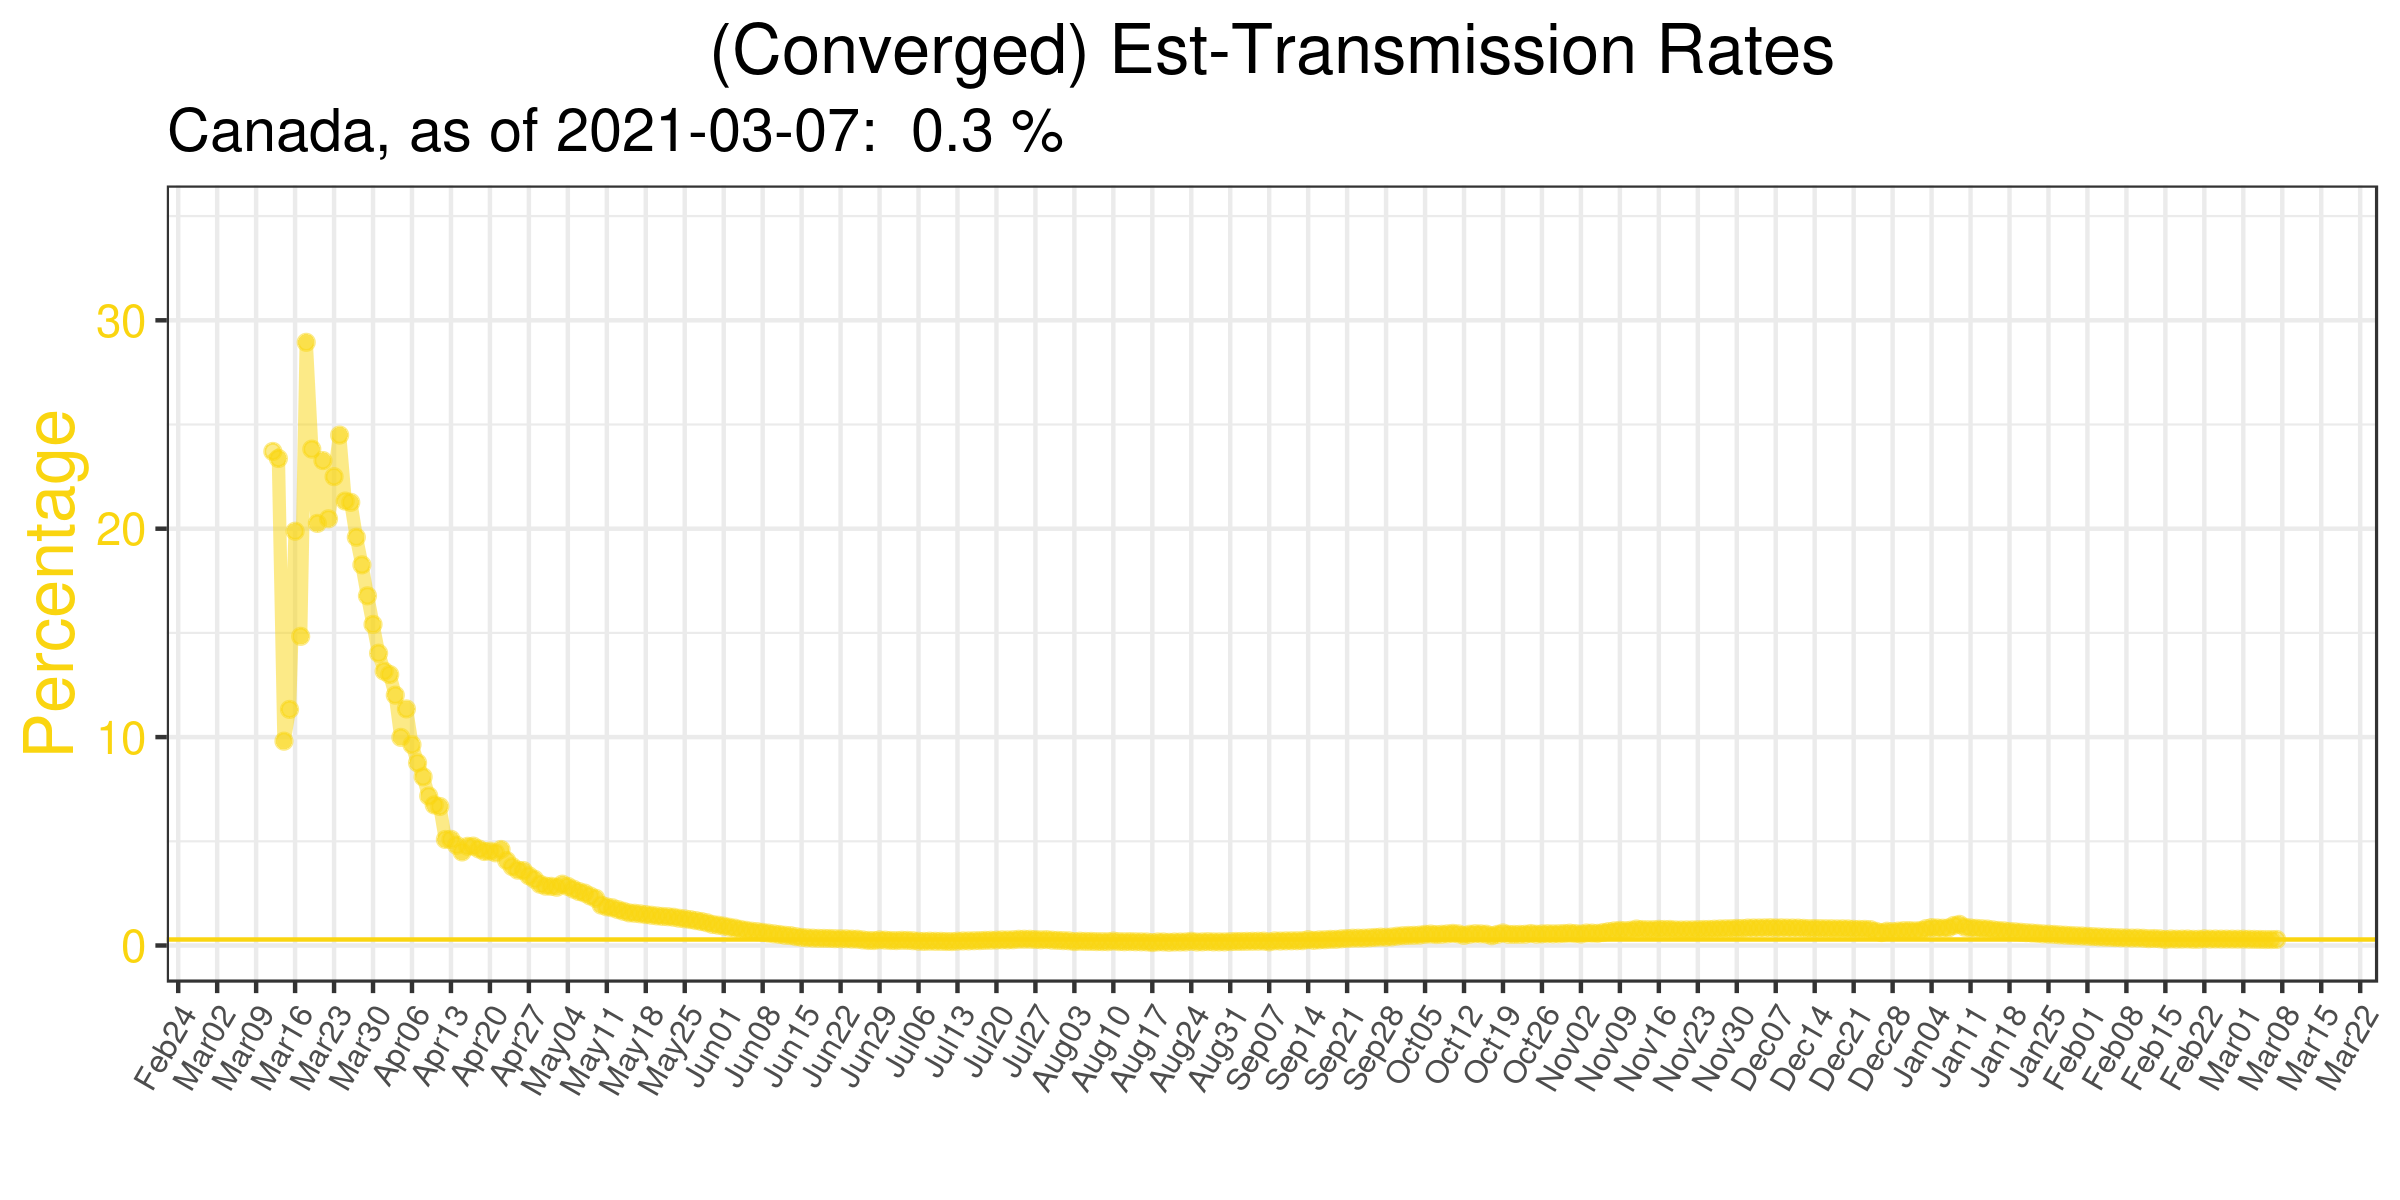 (Converged) Est-Transmission Rates
Canada, as of 2021-03-07:  0.3 %
Percentage
30
20
10
0
Feb24
Mar02
Mar09
Mar16
Mar23
Mar30
Apr06
Apr13
Apr20
Apr27
May04
May11
May18
May25
Jun01
Jun08
Jun15
Jun22
Jun29
Jul06
Jul13
Jul20
Jul27
Aug03
Aug10
Aug17
Aug24
Aug31
Sep07
Sep14
Sep21
Sep28
Oct05
Oct12
Oct19
Oct26
Nov02
Nov09
Nov16
Nov23
Nov30
Dec07
Dec14
Dec21
Dec28
Jan04
Jan11
Jan18
Jan25
Feb01
Feb08
Feb15
Feb22
Mar01
Mar08
Mar15
Mar22